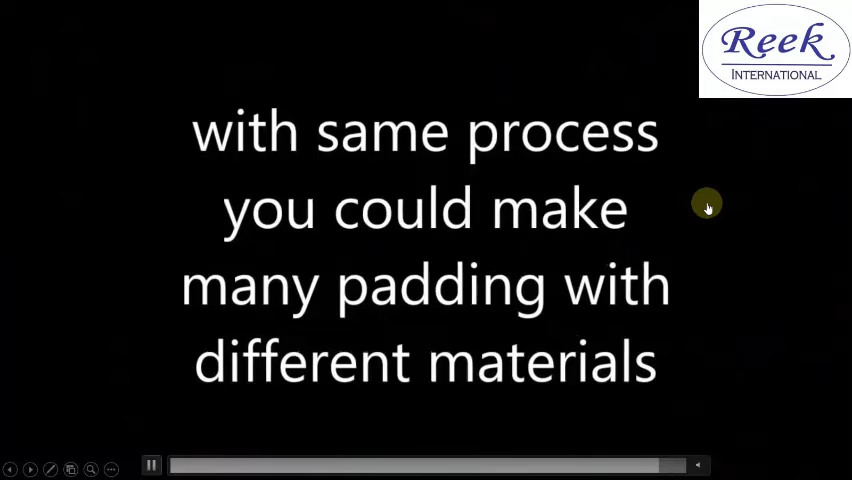 Reek
INTERNATIONAL
with same process
you could make
many padding with
different materials